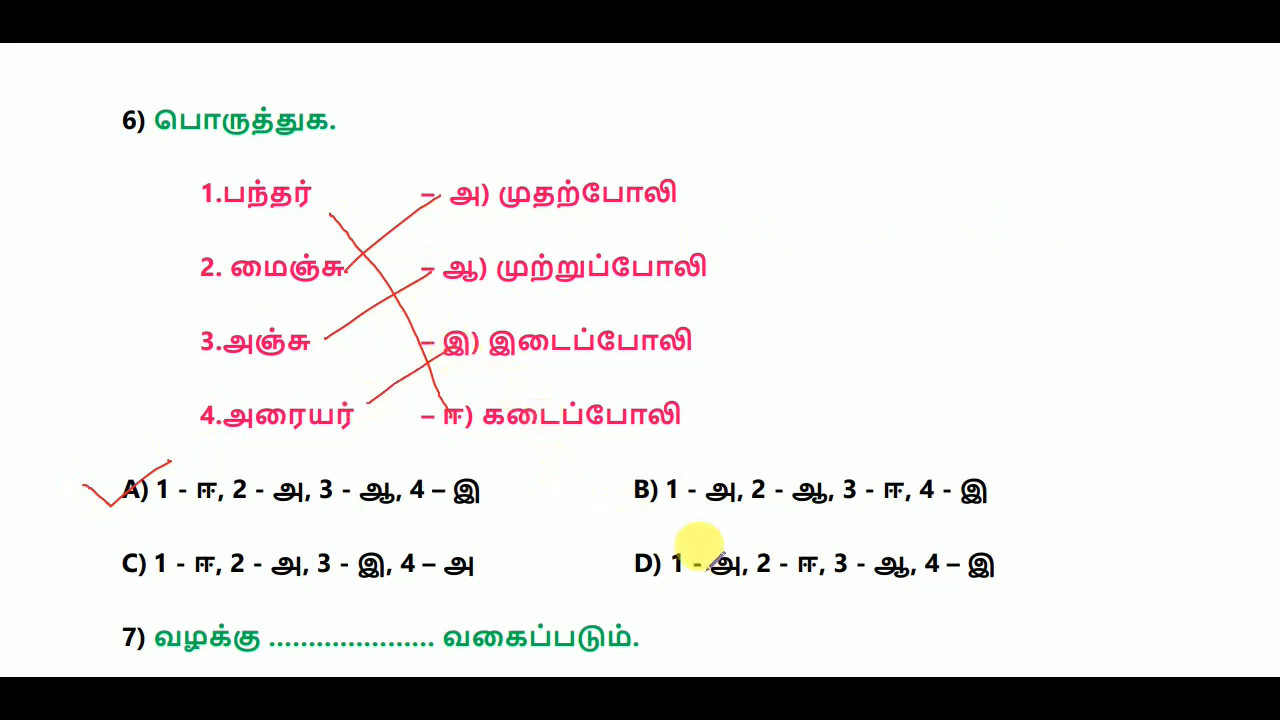 6) பொருத்துக.
1.பந்தர் – அ) முதற்போலி
2. மைஞ்சு – ஆ) முற்றுப்போலி
3.அஞ்சு – இ) இடைப்போலி
4.அரையர் – ஈ) கடைப்போலி
A) 1 - ஈ, 2 - அ, 3 - ஆ, 4 – இ B) 1 - அ, 2 - ஆ, 3 - ஈ, 4 - இ
C) 1 - ஈ, 2 - அ, 3 - இ, 4 – அ D) 1 - அ, 2 - ஈ, 3 - ஆ, 4 – இ
7) வழக்கு ..................... வகைப்படும்.